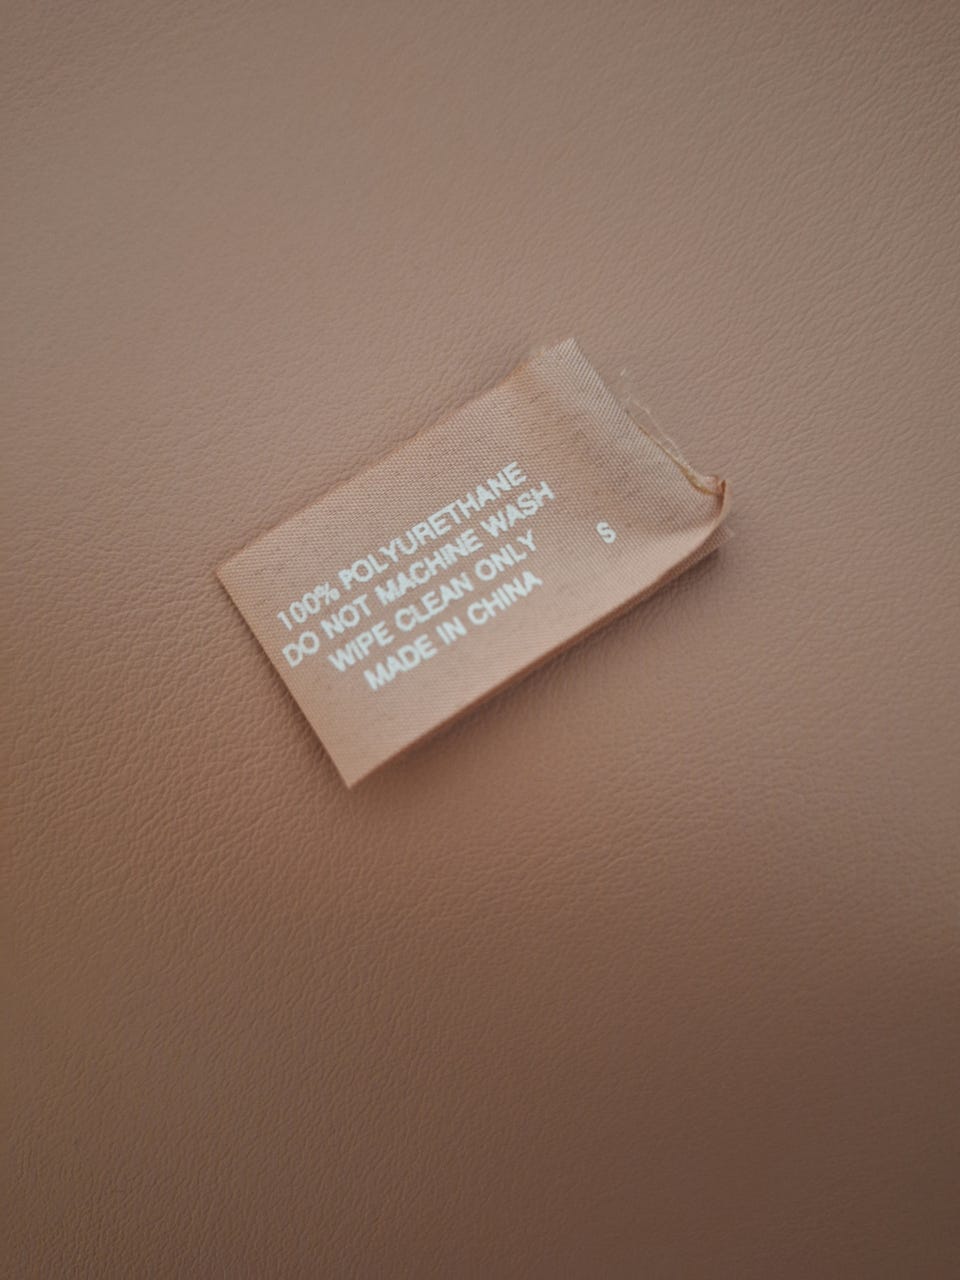 100% POLYURETHANE
DO NOT MACHINE WASH
WIPE CLEAN ONLY
MADE IN CHINA
S